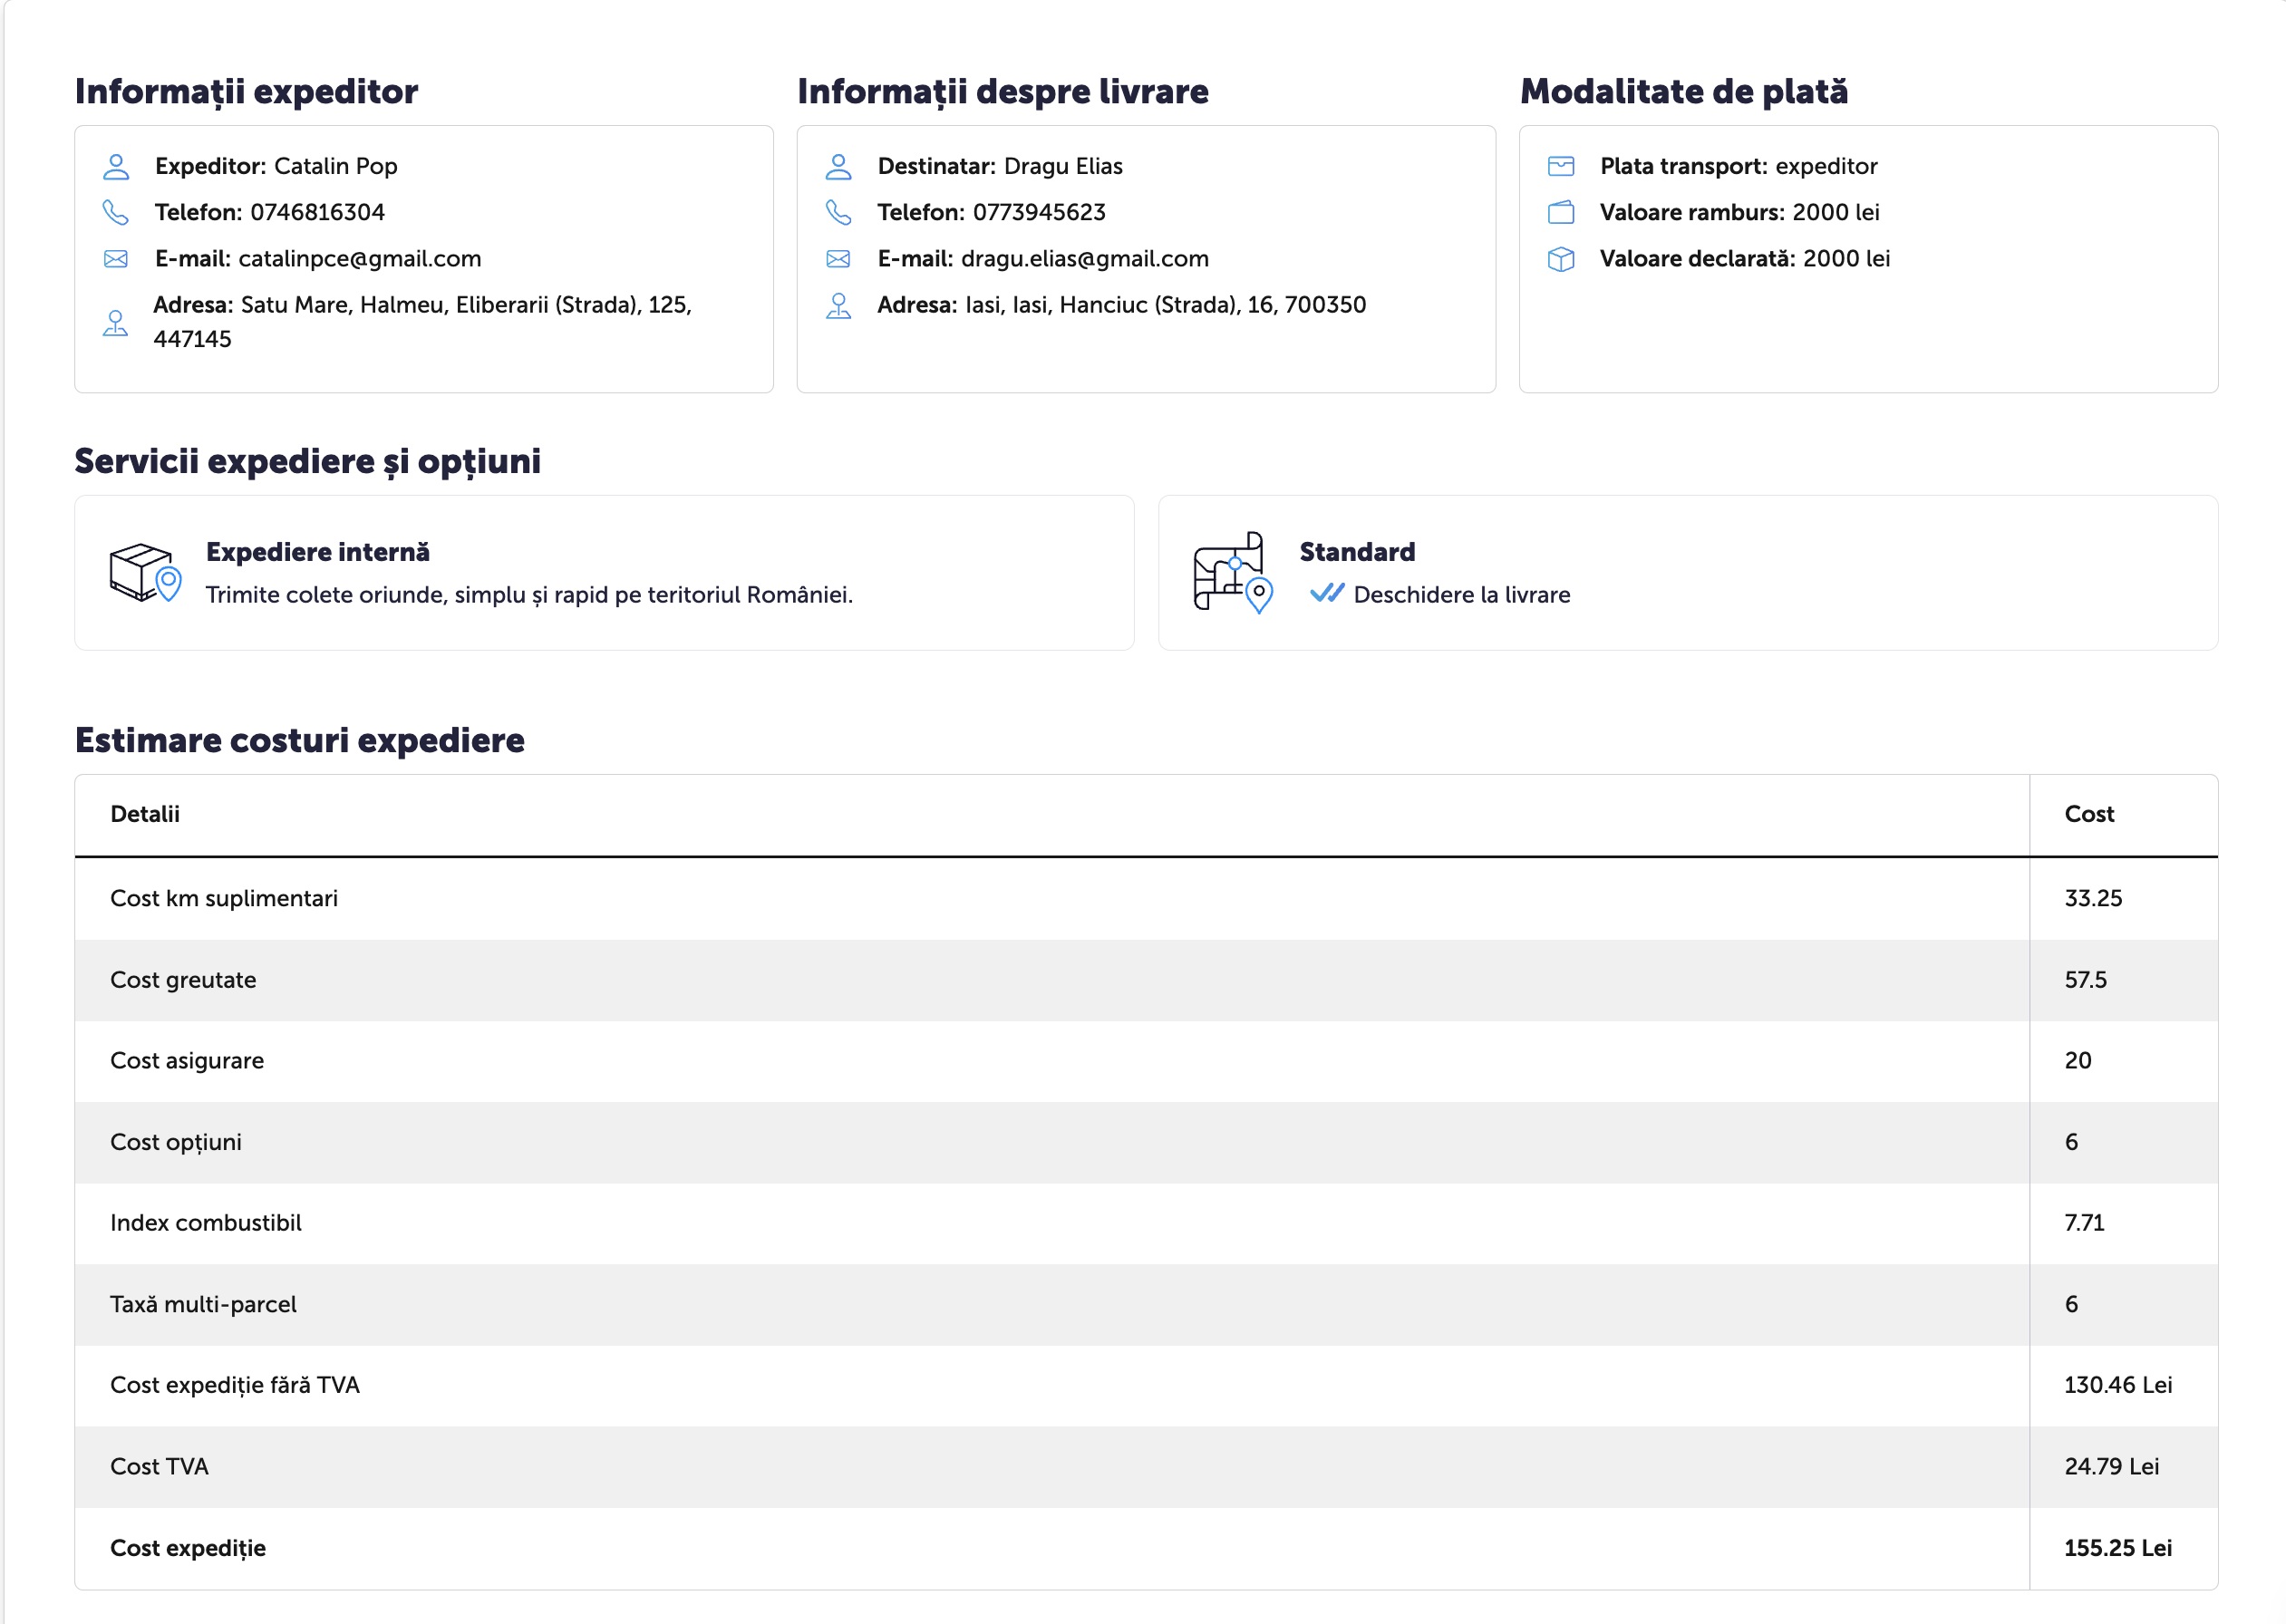 Informații expeditor
Expeditor: Catalin Pop
Telefon: 0746816304
E-mail: catalinpce@gmail.com
Adresa: Satu Mare, Halmeu, Eliberarii (Strada), 125,
447145
Informații despre livrare
Destinatar: Dragu Elias
Telefon: 0773945623
E-mail: dragu.elias@gmail.com
Adresa: Iasi, Iasi, Hanciuc (Strada), 16, 700350
Modalitate de plată
Plata transport: expeditor
Valoare ramburs: 2000 lei
Valoare declarată: 2000 lei
Servicii expediere și opțiuni
Expediere internă
Trimite colete oriunde, simplu și rapid pe teritoriul României.
Standard
Deschidere la livrare
Estimare costuri expediere
Detalii Cost
Cost km suplimentari 33.25
Cost greutate 57.5
Cost asigurare 20
Cost opțiuni 6
Index combustibil 7.71
Taxă multi-parcel 6
Cost expediție fără TVA 130.46 Lei
Cost TVA 24.79 Lei
Cost expediție 155.25 Lei